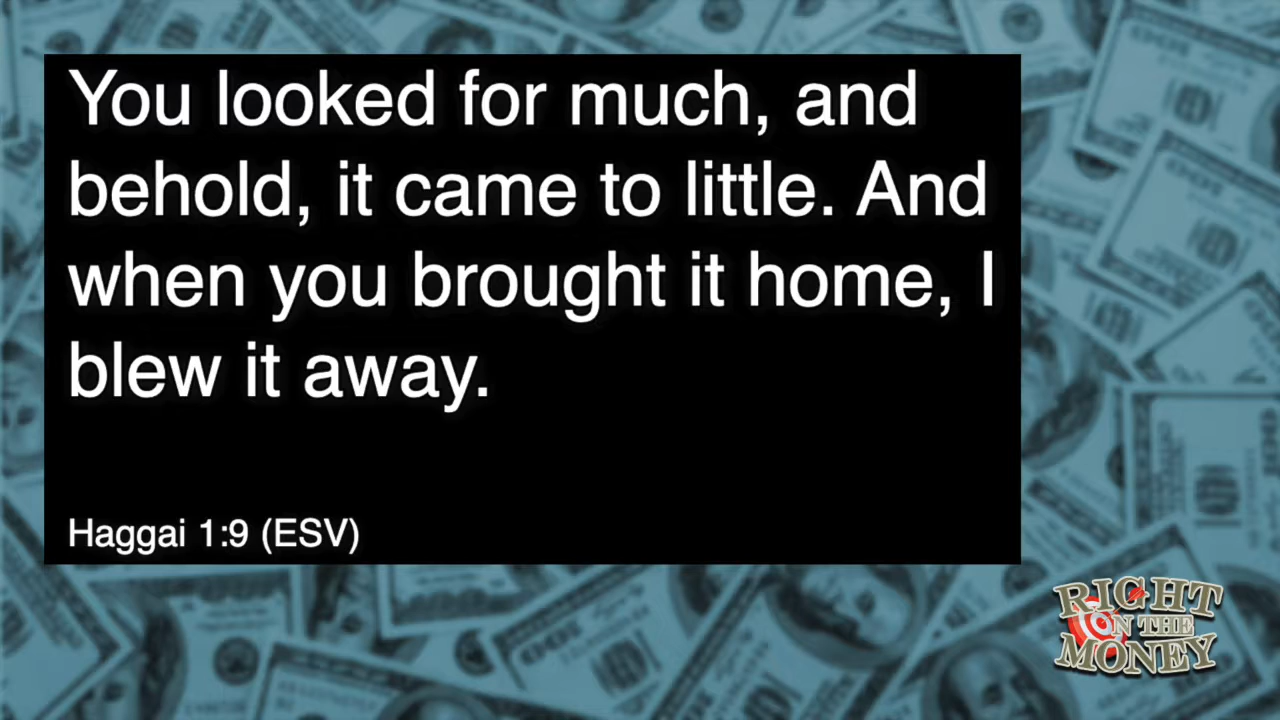 You looked for much, and
behold, it came to little. And
when you brought it home, I
blew it away.
Haggai 1:9 (ESV)
RIGHT
ON THE
MONEY